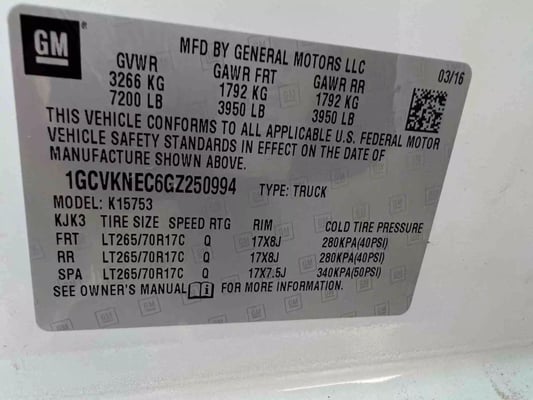 GM
MFD BY GENERAL MOTORS LLC
03/16
GVWR GAWR FRT GAWR RR
3266 KG 1792 KG 1792 KG
7200 LB 3950 LB 3950 LB
THIS VEHICLE CONFORMS TO ALL APPLICABLE U.S. FEDERAL MOTOR
VEHICLE SAFETY STANDARDS IN EFFECT ON THE DATE OF
MANUFACTURE SHOWN ABOVE.
1GCVKNEC6GZ250994 TYPE: TRUCK
MODEL: K15753
KJK3 TIRE SIZE SPEED RTG RIM COLD TIRE PRESSURE
FRT LT265/70R17C Q 17X8J 280KPA(40PSI)
RR LT265/70R17C Q 17X8J 280KPA(40PSI)
SPA LT265/70R17C Q 17X7.5J 340KPA(50PSI)
SEE OWNER'S MANUAL i FOR MORE INFORMATION.